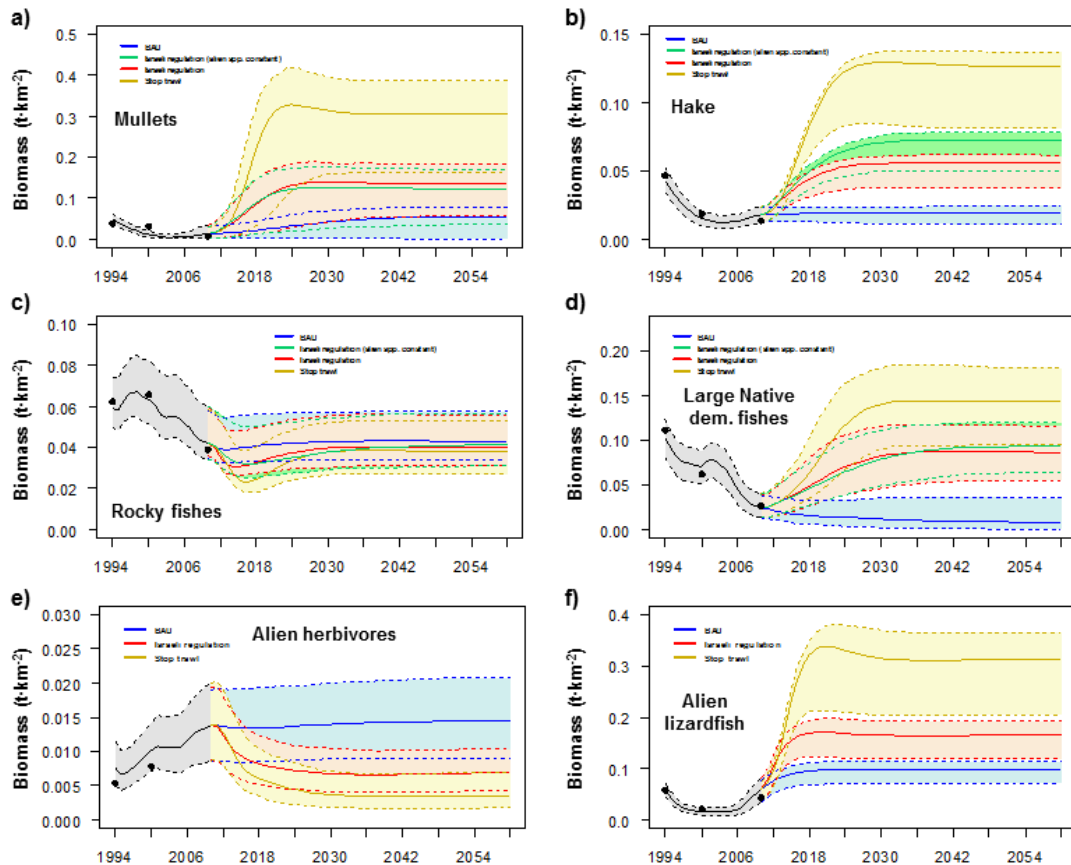 a)
Biomass (t·km-2)
0.5
0.4
0.3
0.2
0.1
0.0
BAU
Israeli regulation (alien spp. constant)
Israeli regulation
Stop trawl
Mullets
1994 2006 2018 2030 2042 2054
b)
Biomass (t·km-2)
0.15
0.10
0.05
0.00
BAU
Israeli regulation (alien spp. constant)
Israeli regulation
Stop trawl
Hake
1994 2006 2018 2030 2042 2054
c)
Biomass (t·km-2)
0.10
0.08
0.06
0.04
0.02
0.00
BAU
Israeli regulation (alien spp. constant)
Israeli regulation
Stop trawl
Rocky fishes
1994 2006 2018 2030 2042 2054
d)
Biomass (t·km-2)
0.20
0.15
0.10
0.05
0.00
BAU
Israeli regulation (alien spp. constant)
Israeli regulation
Stop trawl
Large Native
dem. fishes
1994 2006 2018 2030 2042 2054
e)
Biomass (t·km-2)
0.030
0.025
0.020
0.015
0.010
0.005
0.000
BAU
Israeli regulation
Stop trawl
Alien herbivores
1994 2006 2018 2030 2042 2054
f)
Biomass (t·km-2)
0.4
0.3
0.2
0.1
0.0
BAU
Israeli regulation
Stop trawl
Alien
lizardfish
1994 2006 2018 2030 2042 2054